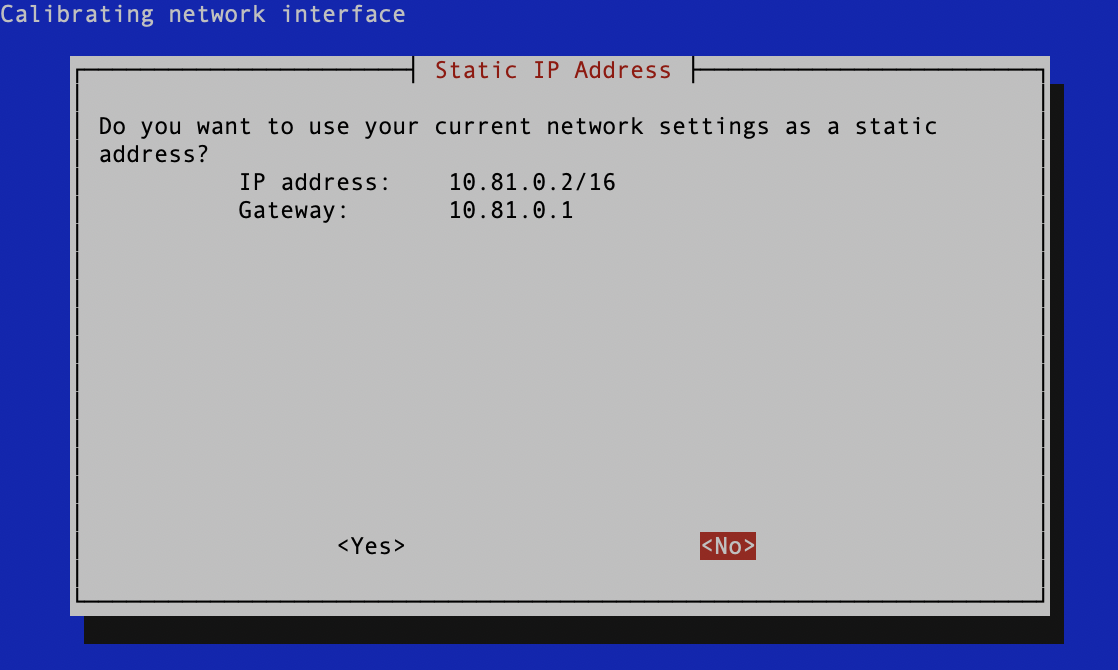 Calibrating network interface
Static IP Address
Do you want to use your current network settings as a static
address?
IP address: 10.81.0.2/16
Gateway: 10.81.0.1
<Yes> <No>